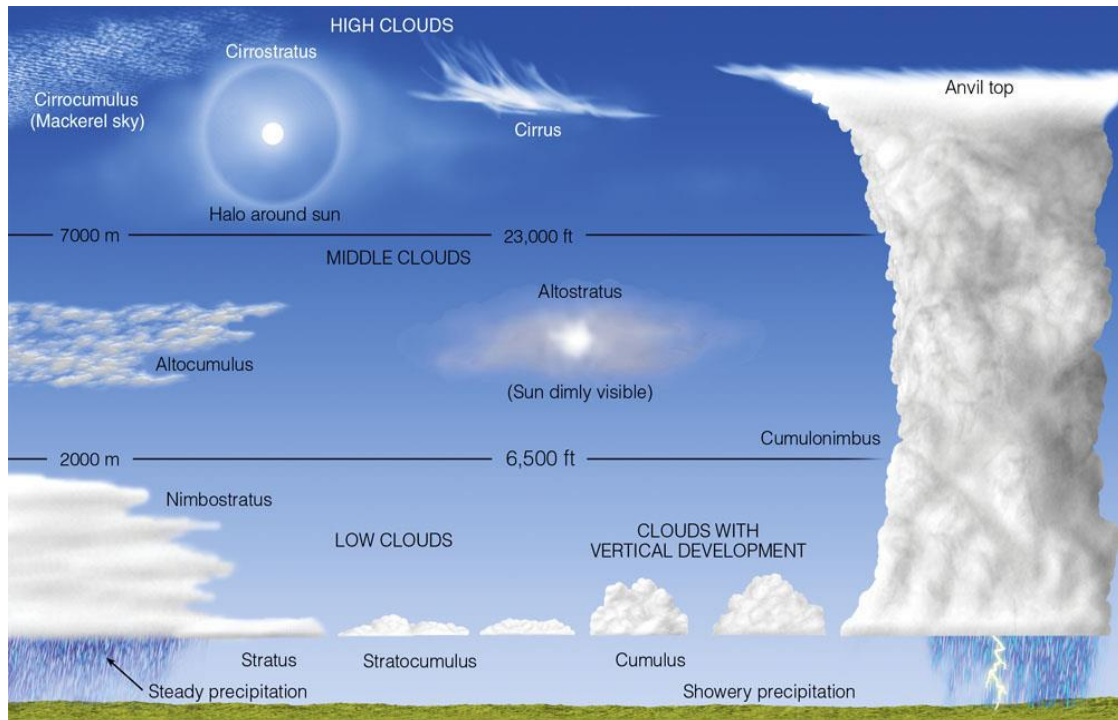 HIGH CLOUDS
Cirrostratus
Cirrocumulus
(Mackerel sky)
Cirrus
Anvil top
Halo around sun
7000 m
23,000 ft
MIDDLE CLOUDS
Altostratus
Altocumulus
(Sun dimly visible)
Cumulonimbus
2000 m
6,500 ft
Nimbostratus
LOW CLOUDS
CLOUDS WITH
VERTICAL DEVELOPMENT
Stratus
Stratocumulus
Cumulus
Steady precipitation
Showery precipitation